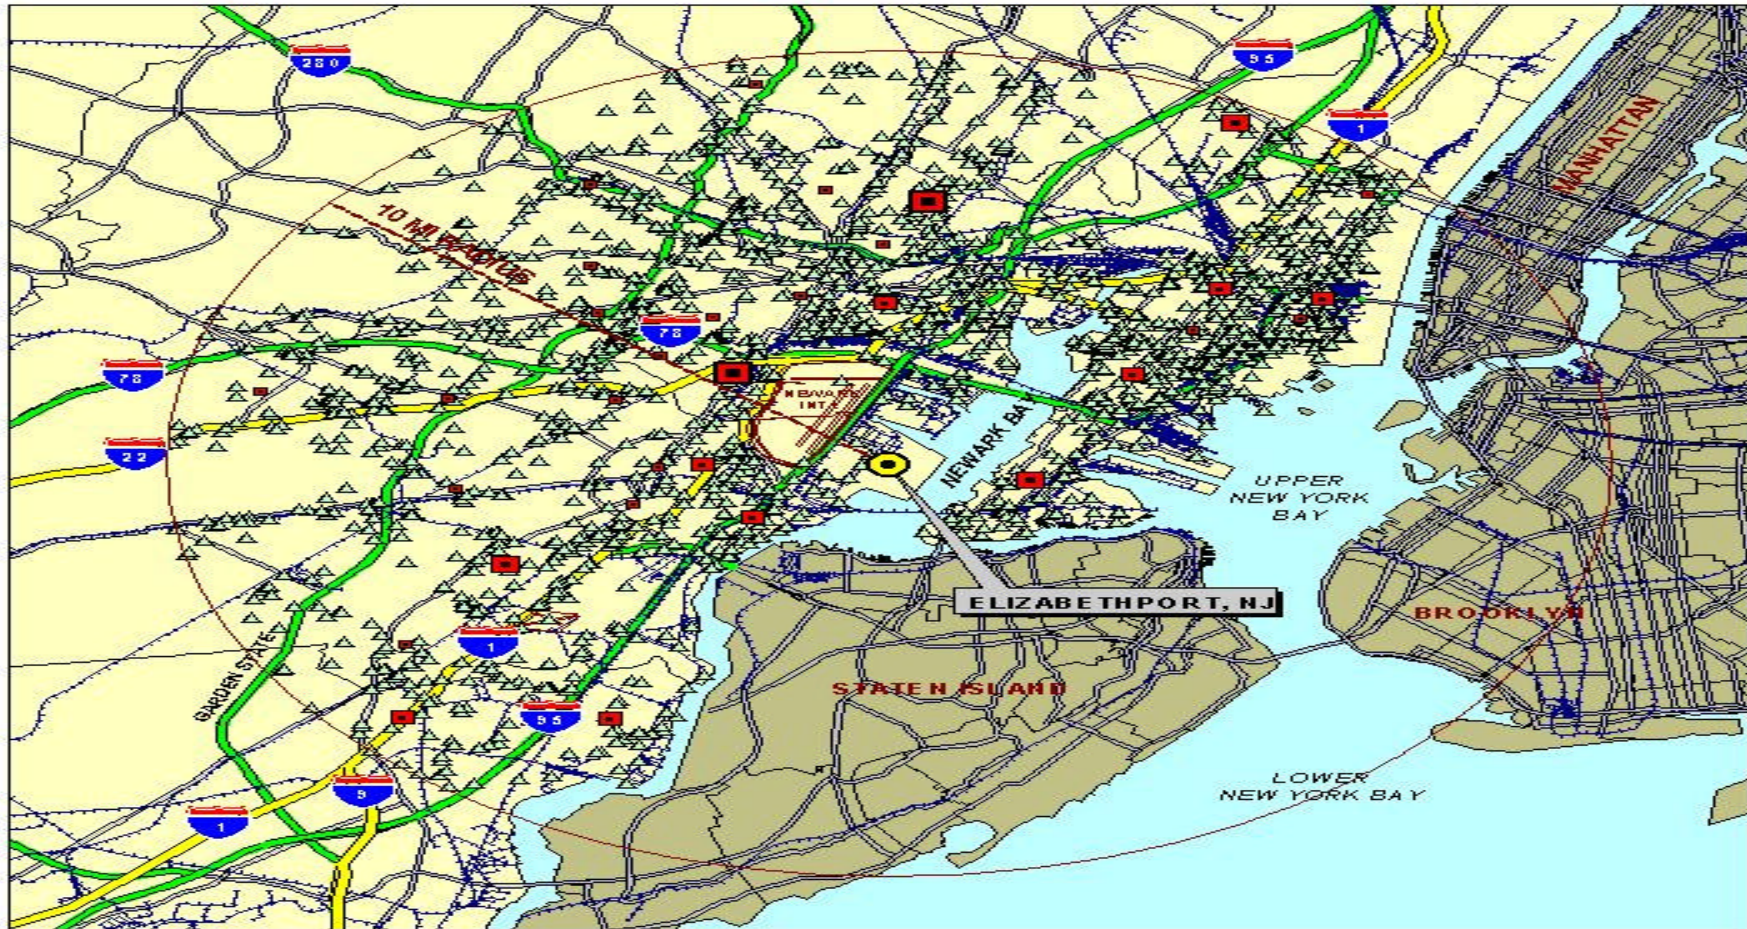 280
95
1
MANHATTAN
10 MI RADIUS
78
78
NEWARK
INT
22
NEWARK BA
UPPER
NEW YORK
BAY
ELIZABETHPORT, NJ
BROOKLYN
1
GARDEN STATE
STATEN ISLAND
95
LOWER
NEW YORK BAY
9
1